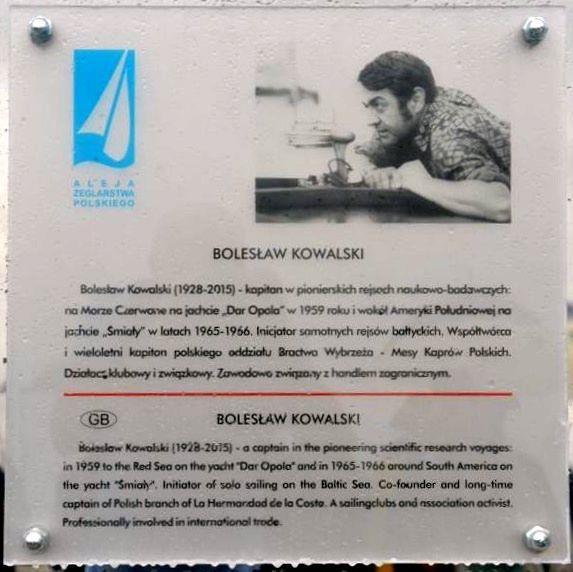 ALEJA
ŻEGLARSTWA
POLSKIEGO
BOLESŁAW KOWALSKI
Bolesław Kowalski (1928-2015) - kapitan w pionierskich rejsach naukowo-badawczych:
na Morze Czerwone na jachcie „Dar Opola” w 1959 roku i wokół Ameryki Południowej na
jachcie „Śmiały” w latach 1965-1966. Inicjator samotnych rejsów bałtyckich. Współtwórca
i wieloletni kapitan polskiego oddziału Bractwa Wybrzeża - Mesy Kaprów Polskich.
Działacz klubowy i związkowy. Zawodowo związany z handlem zagranicznym.
GB
BOLESŁAW KOWALSKI
Bolesław Kowalski (1928-2015) - a captain in the pioneering scientific research voyages:
in 1959 to the Red Sea on the yacht "Dar Opola" and in 1965-1966 around South America on
the yacht "Śmiały". Initiator of solo sailing on the Baltic Sea. Co-founder and long-time
captain of Polish branch of La Hermandad de la Costa. A sailingclubs and association activist.
Professionally involved in international trade.